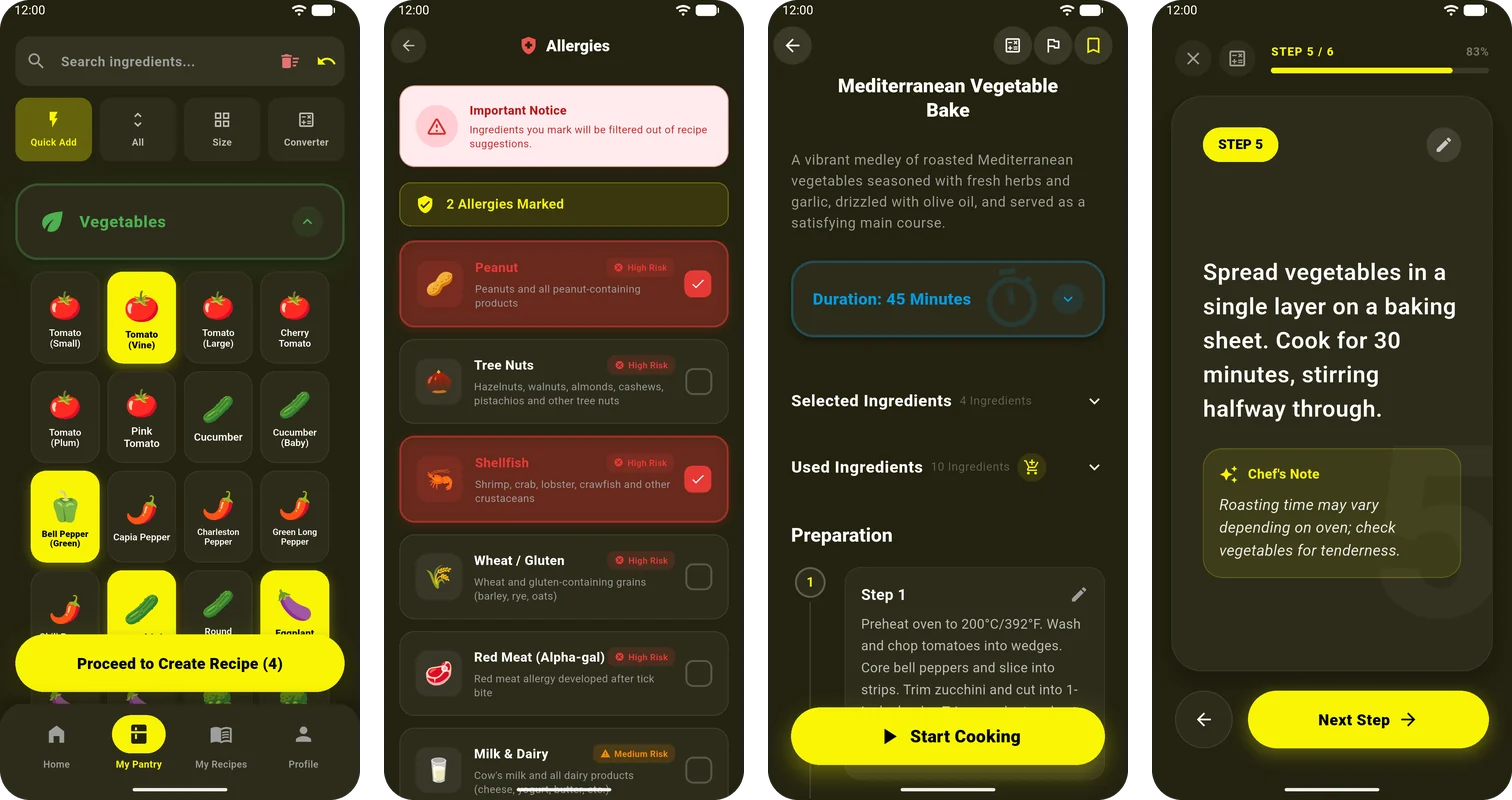 12:00
Search ingredients...
Quick Add
All
Size
Converter
Vegetables
Tomato
(Small)
Tomato
(Vine)
Tomato
(Large)
Cherry
Tomato
Tomato
(Plum)
Pink
Tomato
Cucumber
Cucumber
(Baby)
Bell Pepper
(Green)
Capia Pepper
Charleston
Pepper
Green Long
Pepper
Round
Eggplant
Proceed to Create Recipe (4)
Home
My Pantry
My Recipes
Profile
12:00
Allergies
Important Notice
Ingredients you mark will be filtered out of recipe
suggestions.
2 Allergies Marked
Peanut
High Risk
Peanuts and all peanut-containing
products
Tree Nuts
High Risk
Hazelnuts, walnuts, almonds, cashews,
pistachios and other tree nuts
Shellfish
High Risk
Shrimp, crab, lobster, crawfish and other
crustaceans
Wheat / Gluten
High Risk
Wheat and gluten-containing grains
(barley, rye, oats)
Red Meat (Alpha-gal)
High Risk
Red meat allergy developed after tick
bite
Milk & Dairy
Medium Risk
Cow's milk and all dairy products
(cheese, yogurt, butter, etc.)
12:00
Mediterranean Vegetable
Bake
A vibrant medley of roasted Mediterranean
vegetables seasoned with fresh herbs and
garlic, drizzled with olive oil, and served as a
satisfying main course.
Duration: 45 Minutes
Selected Ingredients 4 Ingredients
Used Ingredients 10 Ingredients
Preparation
1
Step 1
Preheat oven to 200°C/392°F. Wash
and chop tomatoes into wedges.
Core bell peppers and slice into
strips. Trim zucchini and cut into 1-
Start Cooking
12:00
STEP 5 / 6
83%
STEP 5
Spread vegetables in a
single layer on a baking
sheet. Cook for 30
minutes, stirring
halfway through.
Chef's Note
Roasting time may vary
depending on oven; check
vegetables for tenderness.
5
Next Step